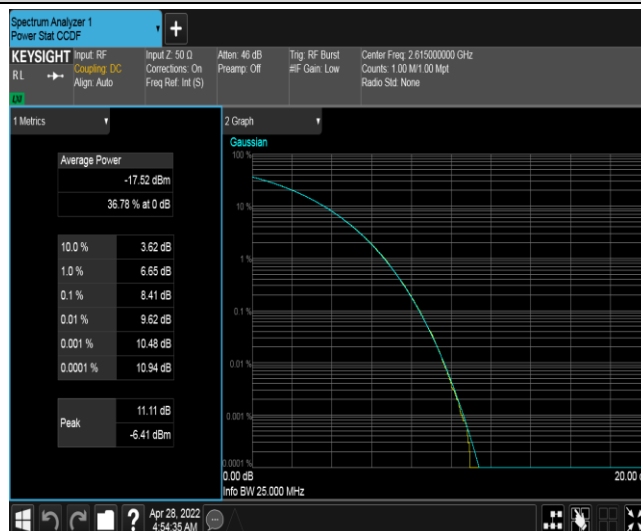 Spectrum Analyzer 1
Power Stat CCDF
+
KEYSIGHT
RL
Input: RF
Coupling: DC
Align: Auto
Input Z: 50 Ω
Corrections: On
Freq Ref: Int (S)
Atten: 46 dB
Preamp: Off
Trig: RF Burst
#IF Gain: Low
Center Freq: 2.615000000 GHz
Counts: 1.00 M/1.00 Mpt
Radio Std: None
1 Metrics
Average Power
-17.52 dBm
36.78 % at 0 dB
10.0 % 3.62 dB
1.0 % 6.65 dB
0.1 % 8.41 dB
0.01 % 9.62 dB
0.001 % 10.48 dB
0.0001 % 10.94 dB
Peak
11.11 dB
-6.41 dBm
2 Graph
Gaussian
100 %
10 %
1 %
0.1 %
0.01 %
0.001 %
0.0001 %
0.00 dB
20.00
Info BW 25.000 MHz
?
Apr 28, 2022
4:54:35 AM